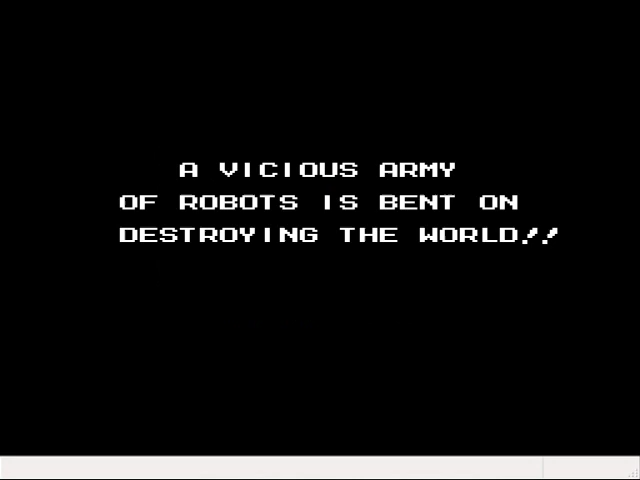 A VICIOUS ARMY
OF ROBOTS IS BENT ON
DESTROYING THE WORLD!!